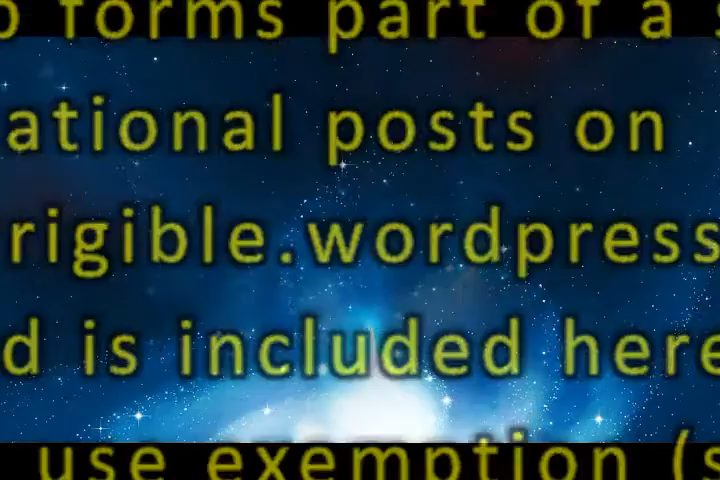 forms part of a
ational posts on
rigible.wordpress
d is included here
use exemption (s